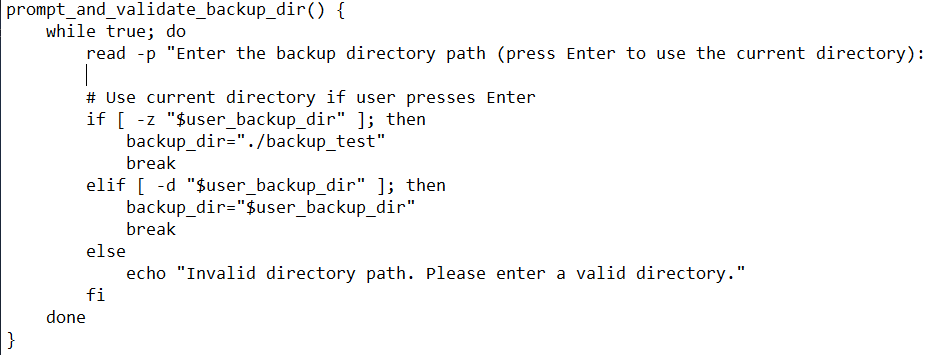 prompt_and_validate_backup_dir() {
    while true; do
        read -p "Enter the backup directory path (press Enter to use the current directory):
        # Use current directory if user presses Enter
        if [ -z "$user_backup_dir" ]; then
            backup_dir="./backup_test"
            break
        elif [ -d "$user_backup_dir" ]; then
            backup_dir="$user_backup_dir"
            break
        else
            echo "Invalid directory path. Please enter a valid directory."
        fi
    done
}